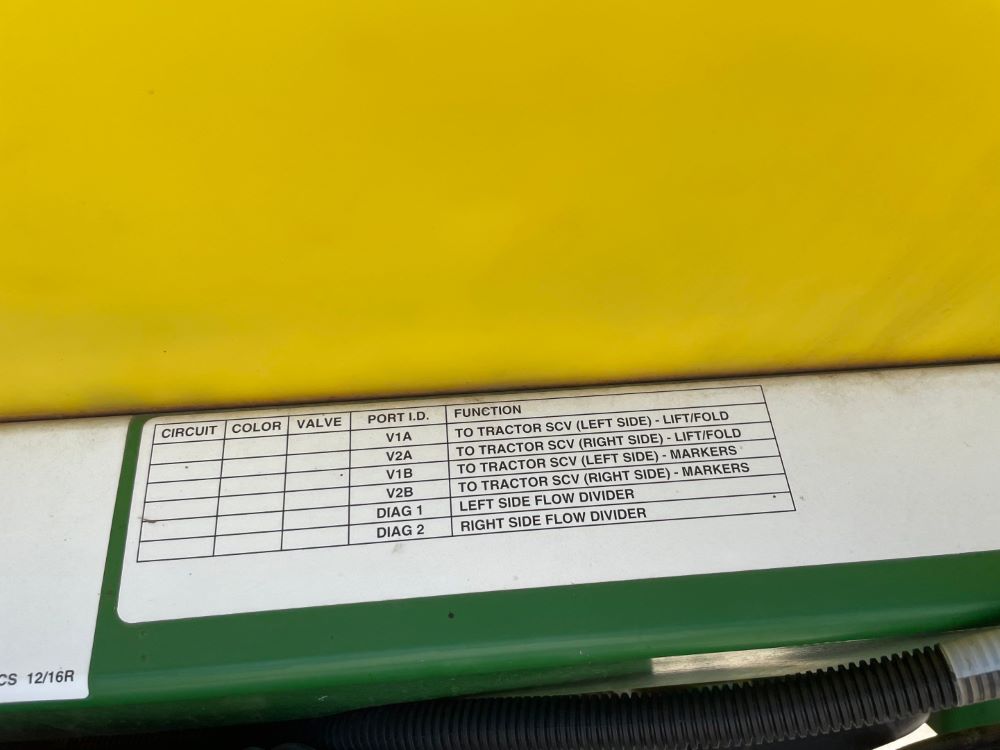 CIRCUIT COLOR VALVE PORT I.D. FUNCTION
V1A TO TRACTOR SCV (LEFT SIDE) - LIFT/FOLD
V2A TO TRACTOR SCV (RIGHT SIDE) - LIFT/FOLD
V1B TO TRACTOR SCV (LEFT SIDE) - MARKERS
V2B TO TRACTOR SCV (RIGHT SIDE) - MARKERS
DIAG 1 LEFT SIDE FLOW DIVIDER
DIAG 2 RIGHT SIDE FLOW DIVIDER
CS 12/16R